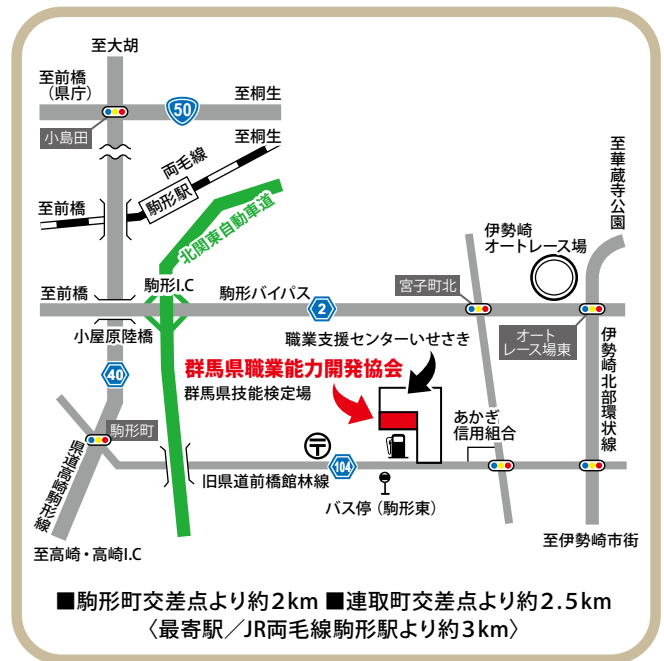 至大胡
至前橋
（県庁）
50
至桐生
小島田
至桐生
両毛線
駒形駅
至前橋
北関東自動車道
至華蔵寺公園
伊勢崎
オートレース場
駒形I.C
至前橋
駒形バイパス
2
宮子町北
小屋原陸橋
職業支援センターいせさき
オート
レース場東
伊勢崎北部環状線
40
群馬県職業能力開発協会
群馬県技能検定場
駒形町
あかぎ
信用組合
県道高崎駒形線
〒
104
旧県道前橋館林線
バス停（駒形東）
至高崎・高崎I.C
至伊勢崎市街
■駒形町交差点より約2km ■連取町交差点より約2.5km
〈最寄駅／JR両毛線駒形駅より約3km〉